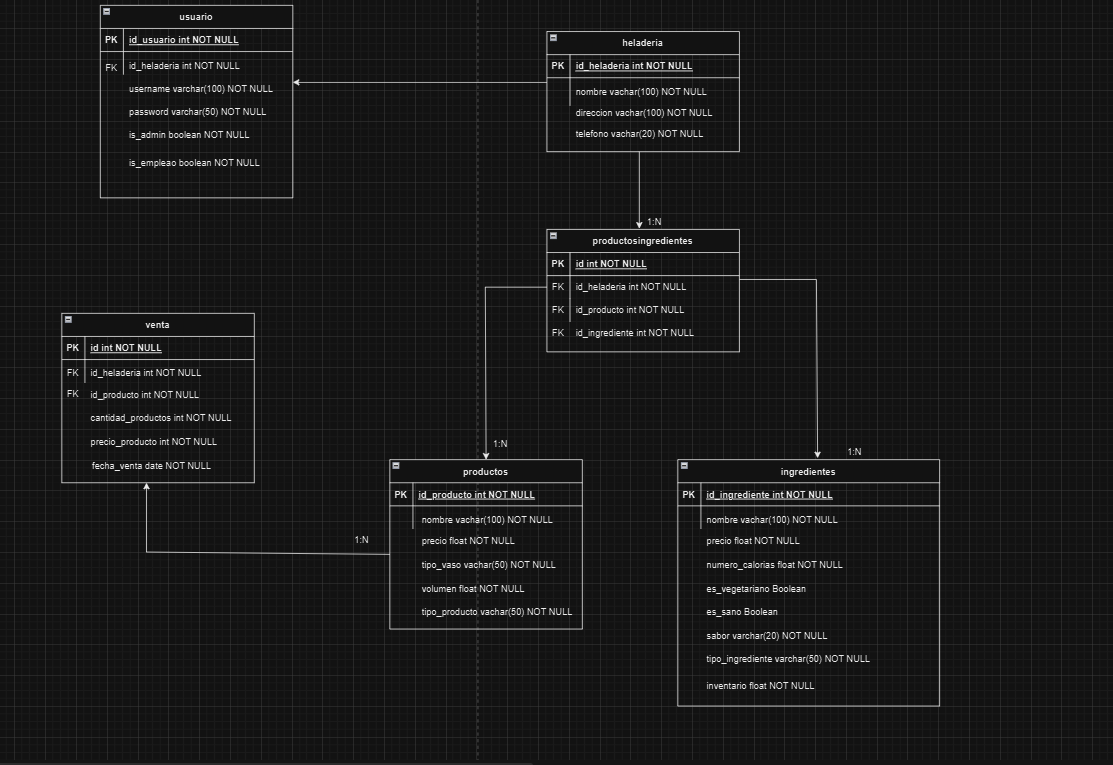 usuario
PK id_usuario int NOT NULL
FK id_heladeria int NOT NULL
username varchar(100) NOT NULL
password varchar(50) NOT NULL
is_admin boolean NOT NULL
is_empleao boolean NOT NULL
heladeria
PK id_heladeria int NOT NULL
nombre vachar(100) NOT NULL
direccion vachar(100) NOT NULL
telefono vachar(20) NOT NULL
1:N
productosingredientes
PK id int NOT NULL
FK id_heladeria int NOT NULL
FK id_producto int NOT NULL
FK id_ingrediente int NOT NULL
venta
PK id int NOT NULL
FK id_heladeria int NOT NULL
FK id_producto int NOT NULL
cantidad_productos int NOT NULL
precio_producto int NOT NULL
fecha_venta date NOT NULL
1:N
1:N
1:N
productos
PK id_producto int NOT NULL
nombre vachar(100) NOT NULL
precio float NOT NULL
tipo_vaso vachar(50) NOT NULL
volumen float NOT NULL
tipo_producto vachar(50) NOT NULL
ingredientes
PK id_ingrediente int NOT NULL
nombre vachar(100) NOT NULL
precio float NOT NULL
numero_calorias float NOT NULL
es_vegetariano Boolean
es_sano Boolean
sabor varchar(20) NOT NULL
tipo_ingrediente varchar(50) NOT NULL
inventario float NOT NULL